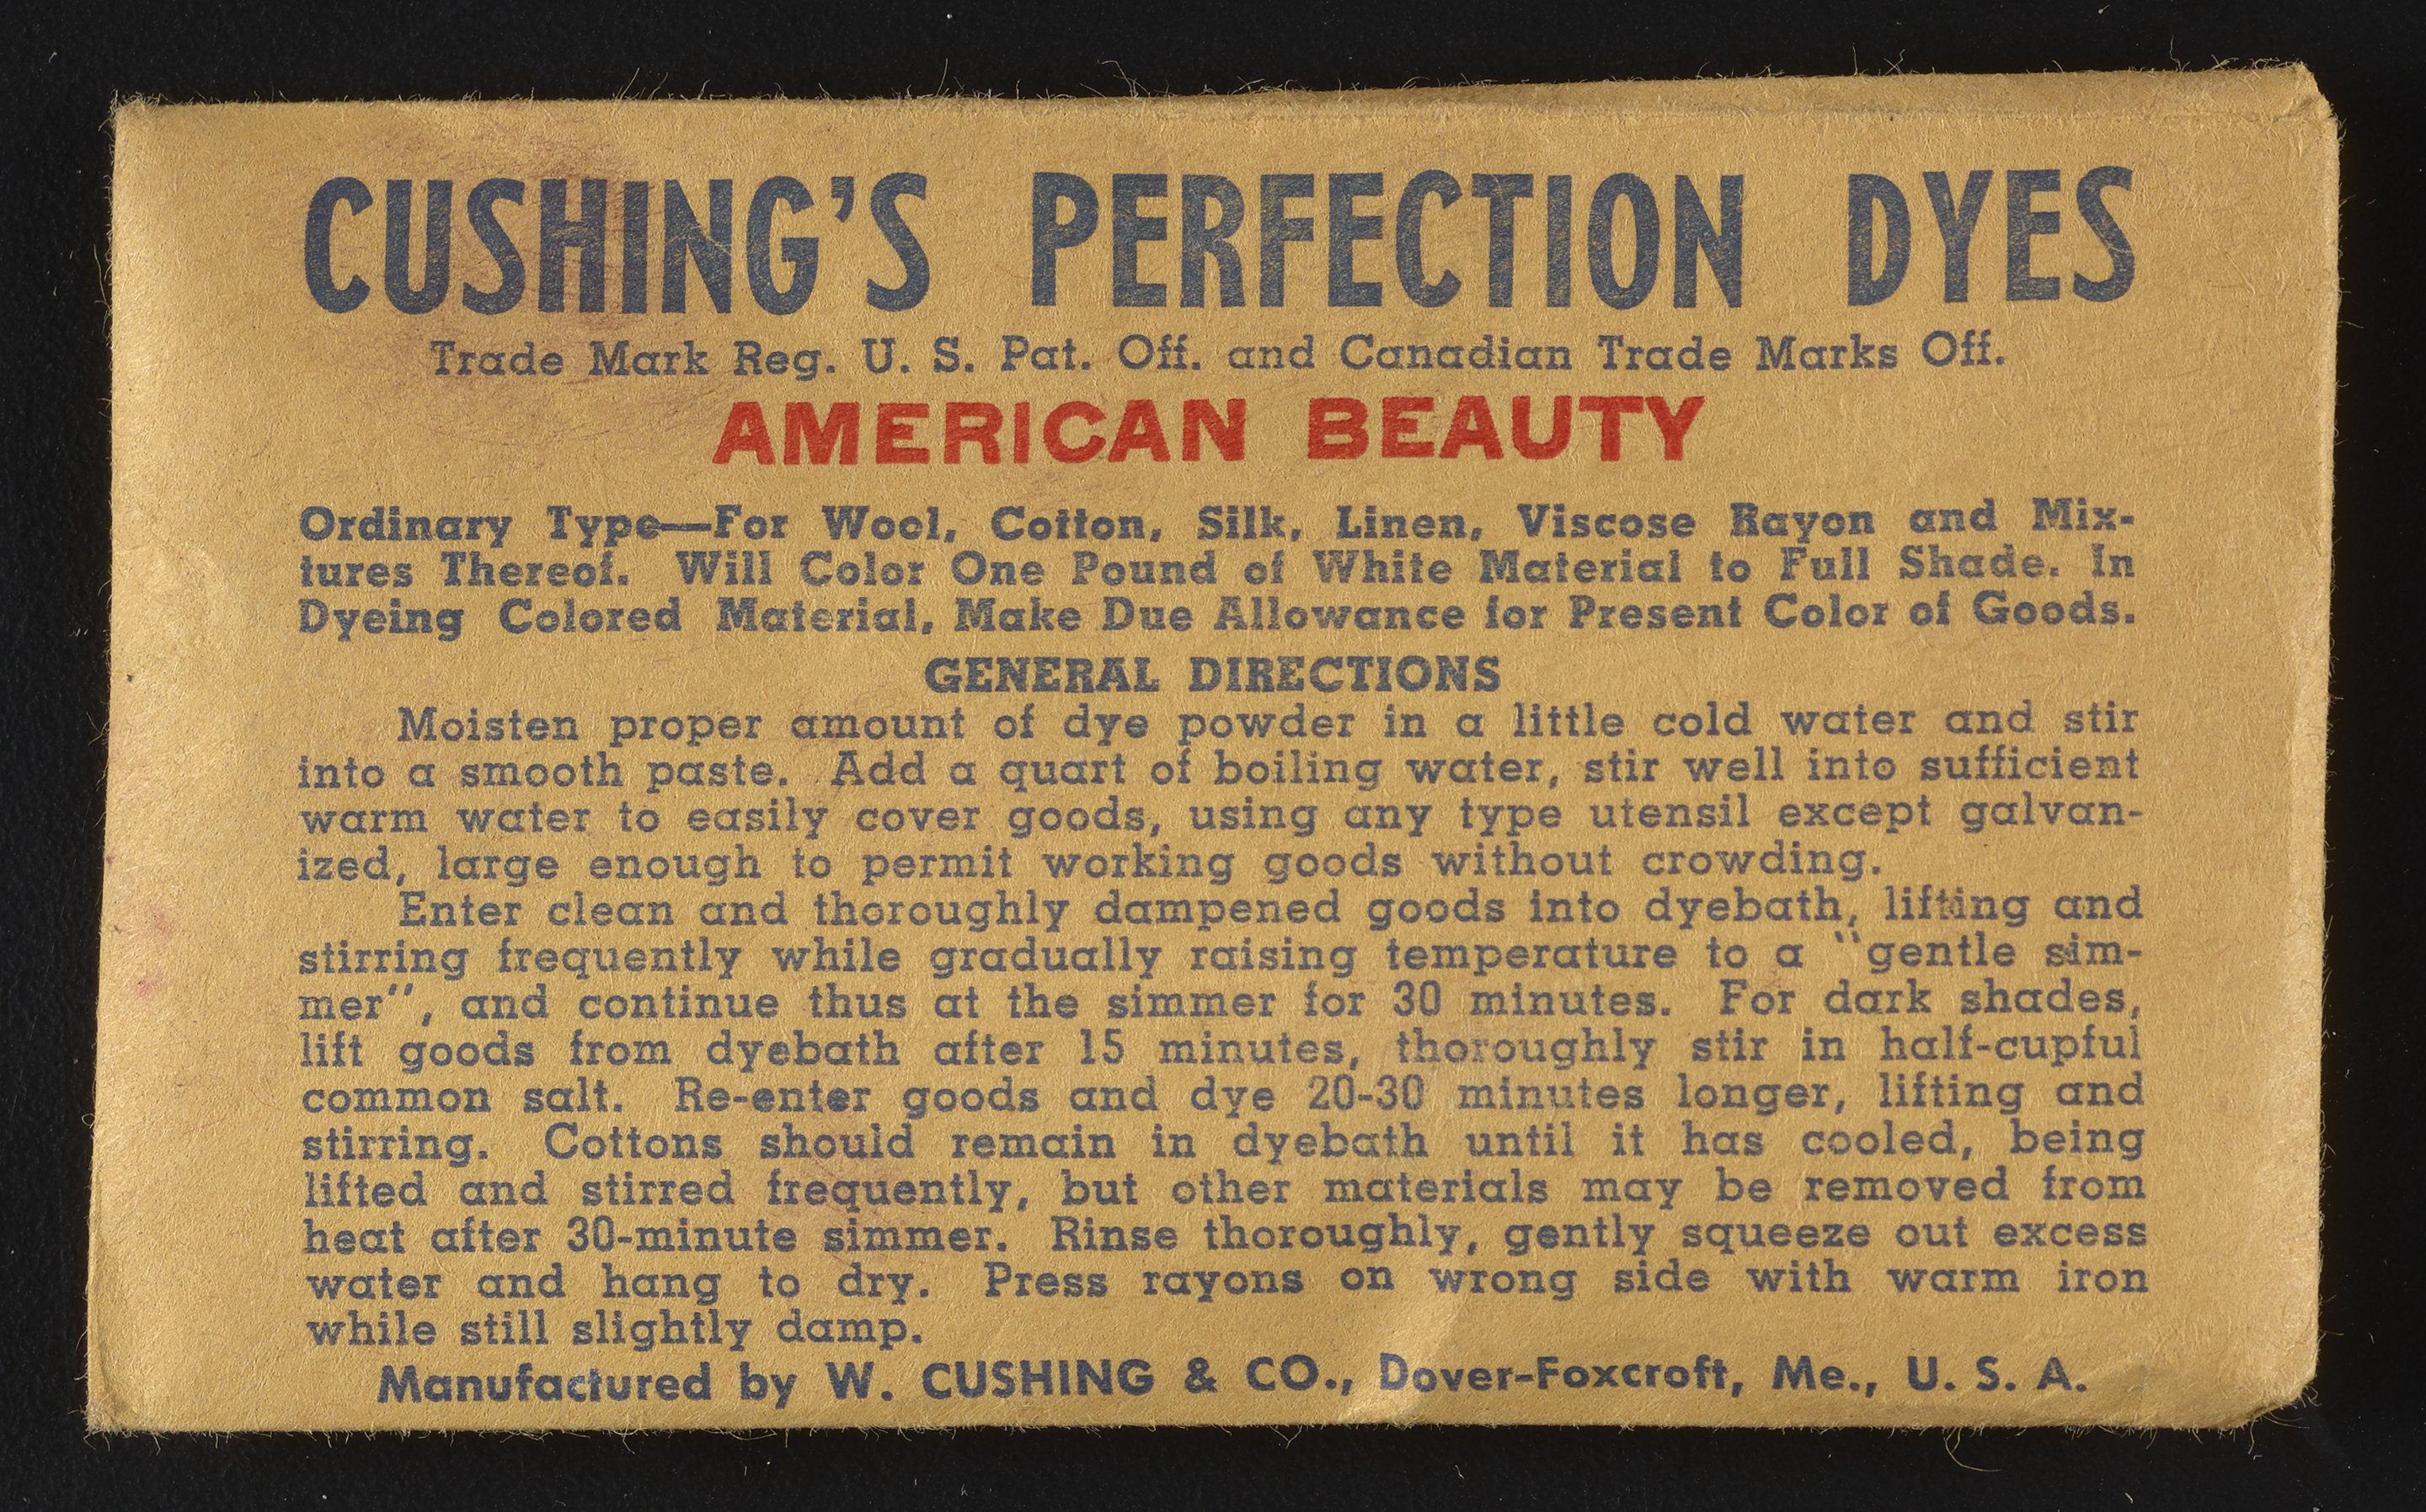 CUSHING'S PERFECTION DYES
Trade Mark Reg. U. S. Pat. Off. and Canadian Trade Marks Off.
AMERICAN BEAUTY
Ordinary Type—For Wool, Cotton, Silk, Linen, Viscose Rayon and Mix-
tures Thereof. Will Color One Pound of White Material to Full Shade. In
Dyeing Colored Material, Make Due Allowance for Present Color of Goods.
GENERAL DIRECTIONS
Moisten proper amount of dye powder in a little cold water and stir
into a smooth paste. Add a quart of boiling water, stir well into sufficient
warm water to easily cover goods, using any type utensil except galvan-
ized, large enough to permit working goods without crowding.
Enter clean and thoroughly dampened goods into dyebath, lifting and
stirring frequently while gradually raising temperature to a "gentle sim-
mer", and continue thus at the simmer for 30 minutes. For dark shades,
lift goods from dyebath after 15 minutes, thoroughly stir in half-cupful
common salt. Re-enter goods and dye 20-30 minutes longer, lifting and
stirring. Cottons should remain in dyebath until it has cooled, being
lifted and stirred frequently, but other materials may be removed from
heat after 30-minute simmer. Rinse thoroughly, gently squeeze out excess
water and hang to dry. Press rayons on wrong side with warm iron
while still slightly damp.
Manufactured by W. CUSHING & CO., Dover-Foxcroft, Me., U. S. A.